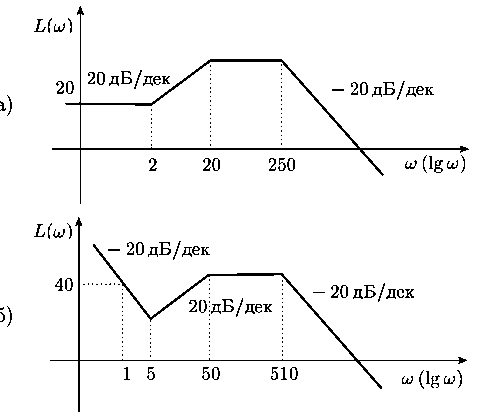 L(ω)
20 дБ/дек
20
− 20 дБ/дек
а)
2 20 250
ω (lg ω)
L(ω)
− 20 дБ/дек
40
− 20 дБ/дек
20 дБ/дек
б)
1 5 50 510
ω (lg ω)